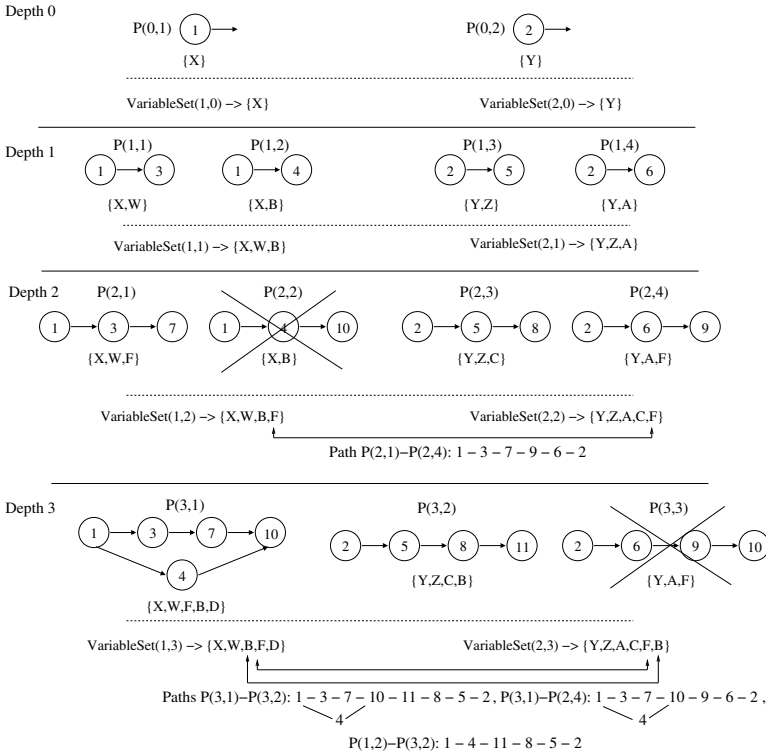 Depth 0
P(0,1) 1 P(0,2) 2
{X} {Y}
VariableSet(1,0) −> {X} VariableSet(2,0) −> {Y}
Depth 1
P(1,1) P(1,2) P(1,3) P(1,4)
1 3 1 4 2 5 2 6
{X,W} {X,B} {Y,Z} {Y,A}
VariableSet(1,1) −> {X,W,B} VariableSet(2,1) −> {Y,Z,A}
Depth 2
P(2,1) P(2,2) P(2,3) P(2,4)
1 3 7 1 4 10 2 5 8 2 6 9
{X,W,F} {X,B} {Y,Z,C} {Y,A,F}
VariableSet(1,2) −> {X,W,B,F} VariableSet(2,2) −> {Y,Z,A,C,F}
Path P(2,1)−P(2,4): 1 − 3 − 7 − 9 − 6 − 2
Depth 3
P(3,1) P(3,2) P(3,3)
1 3 7 10 2 5 8 11 2 6 9 10
4
{X,W,F,B,D} {Y,Z,C,B} {Y,A,F}
VariableSet(1,3) −> {X,W,B,F,D} VariableSet(2,3) −> {Y,Z,A,C,F,B}
Paths P(3,1)−P(3,2): 1 − 3 − 7 − 10 − 11 − 8 − 5 − 2 , P(3,1)−P(2,4): 1 − 3 − 7 − 10 − 9 − 6 − 2 ,
4 4
P(1,2)−P(3,2): 1 − 4 − 11 − 8 − 5 − 2